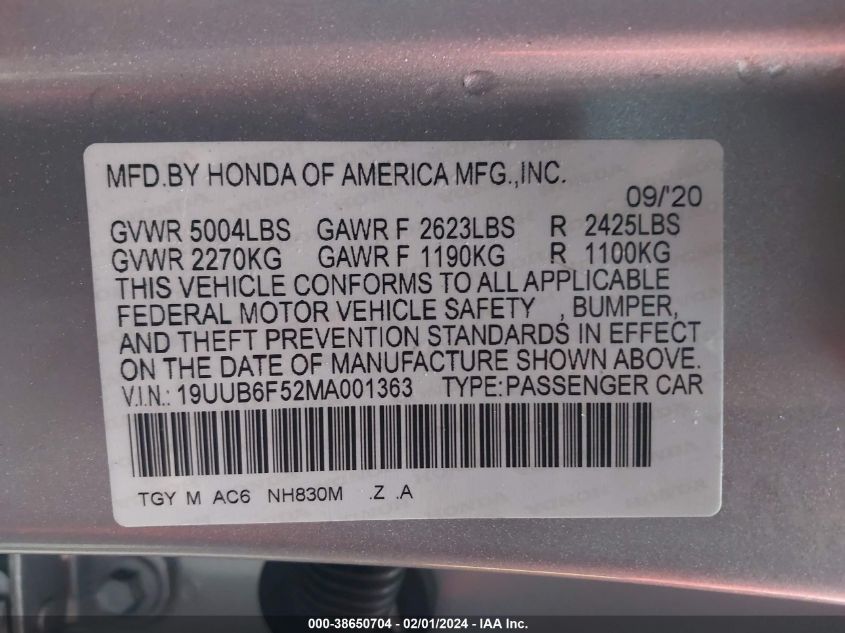 MFD.BY HONDA OF AMERICA MFG.,INC.
09/'20
GVWR 5004LBS GAWR F 2623LBS R 2425LBS
GVWR 2270KG GAWR F 1190KG R 1100KG
THIS VEHICLE CONFORMS TO ALL APPLICABLE
FEDERAL MOTOR VEHICLE SAFETY , BUMPER,
AND THEFT PREVENTION STANDARDS IN EFFECT
ON THE DATE OF MANUFACTURE SHOWN ABOVE.
V.I.N.: 19UUB6F52MA001363 TYPE:PASSENGER CAR
TGY M AC6 NH830M .Z .A
000-38650704 - 02/01/2024 - IAA Inc.